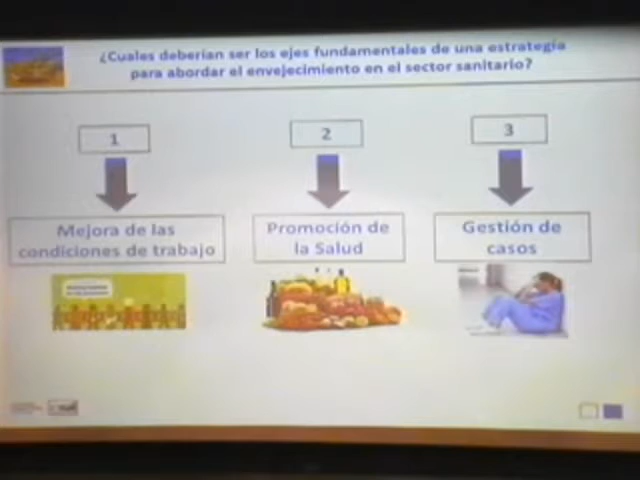 ¿Cuales deberían ser los ejes fundamentales de una estrategia
para abordar el envejecimiento en el sector sanitario?
1
2
3
Mejora de las
condiciones de trabajo
Promoción de
la Salud
Gestión de
casos